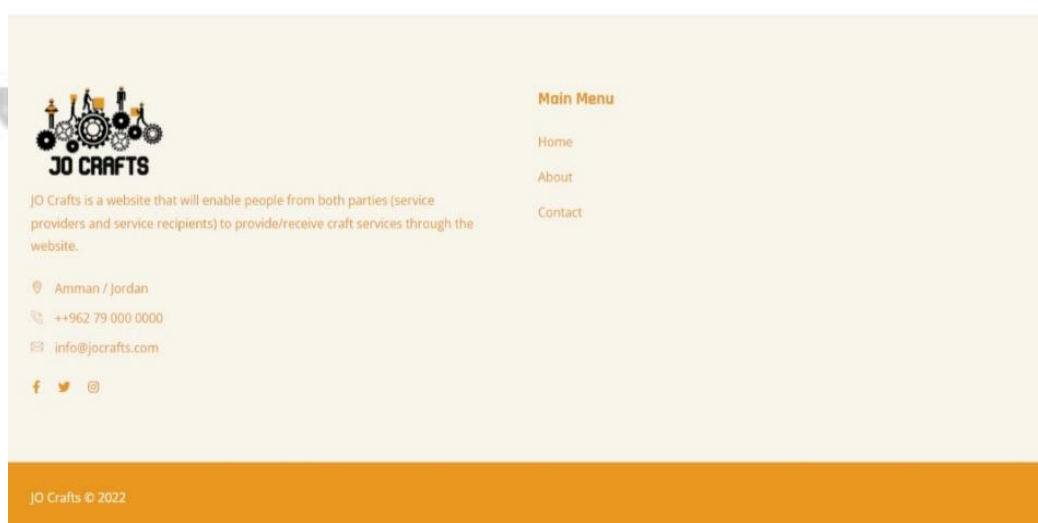 JO CRAFTS
JO Crafts is a website that will enable people from both parties (service
providers and service recipients) to provide/receive craft services through the
website.
Amman / Jordan
++962 79 000 0000
info@jocrafts.com
Main Menu
Home
About
Contact
JO Crafts © 2022